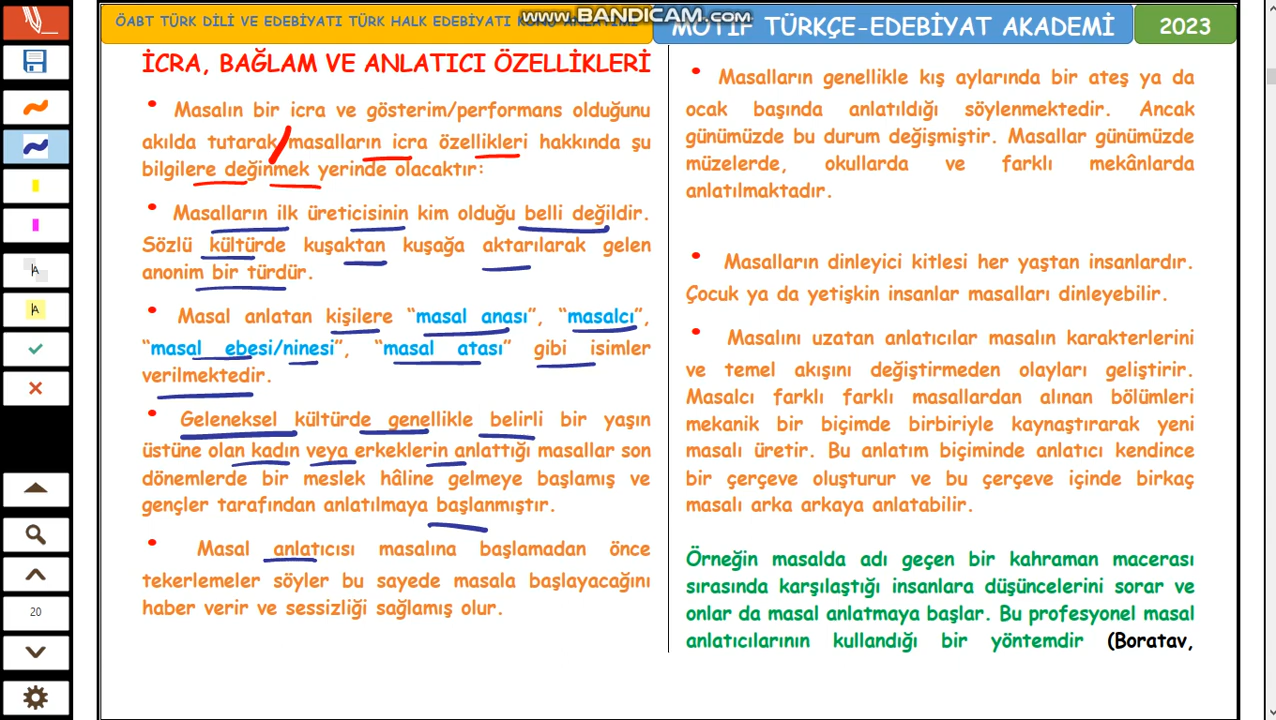 ÖABT TÜRK DİLİ VE EDEBİYATI TÜRK HALK EDEBİYATI KONU ANLATIMI
www.BANDICAM.com
MOTİF TÜRKÇE-EDEBİYAT AKADEMİ
2023
İCRA, BAĞLAM VE ANLATICI ÖZELLİKLERİ
• Masalın bir icra ve gösterim/performans olduğunu
akılda tutarak masalların icra özellikleri hakkında şu
bilgilere değinmek yerinde olacaktır:
• Masalların ilk üreticisinin kim olduğu belli değildir.
Sözlü kültürde kuşaktan kuşağa aktarılarak gelen
anonim bir türdür.
• Masal anlatan kişilere “masal anası”, “masalcı”,
“masal ebesi/ninesi”, “masal atası” gibi isimler
verilmektedir.
• Geleneksel kültürde genellikle belirli bir yaşın
üstüne olan kadın veya erkeklerin anlattığı masallar son
dönemlerde bir meslek hâline gelmeye başlamış ve
gençler tarafından anlatılmaya başlanmıştır.
• Masal anlatıcısı masalına başlamadan önce
tekerlemeler söyler bu sayede masala başlayacağını
haber verir ve sessizliği sağlamış olur.
• Masalların genellikle kış aylarında bir ateş ya da
ocak başında anlatıldığı söylenmektedir. Ancak
günümüzde bu durum değişmiştir. Masallar günümüzde
müzelerde, okullarda ve farklı mekânlarda
anlatılmaktadır.
• Masalların dinleyici kitlesi her yaştan insanlardır.
Çocuk ya da yetişkin insanlar masalları dinleyebilir.
• Masalını uzatan anlatıcılar masalın karakterlerini
ve temel akışını değiştirmeden olayları geliştirir.
Masalcı farklı farklı masallardan alınan bölümleri
mekanik bir biçimde birbiriyle kaynaştırarak yeni
masalı üretir. Bu anlatım biçiminde anlatıcı kendince
bir çerçeve oluşturur ve bu çerçeve içinde birkaç
masalı arka arkaya anlatabilir.
Örneğin masalda adı geçen bir kahraman macerası
sırasında karşılaştığı insanlara düşüncelerini sorar ve
onlar da masal anlatmaya başlar. Bu profesyonel masal
anlatıcılarının kullandığı bir yöntemdir (Boratav,
20